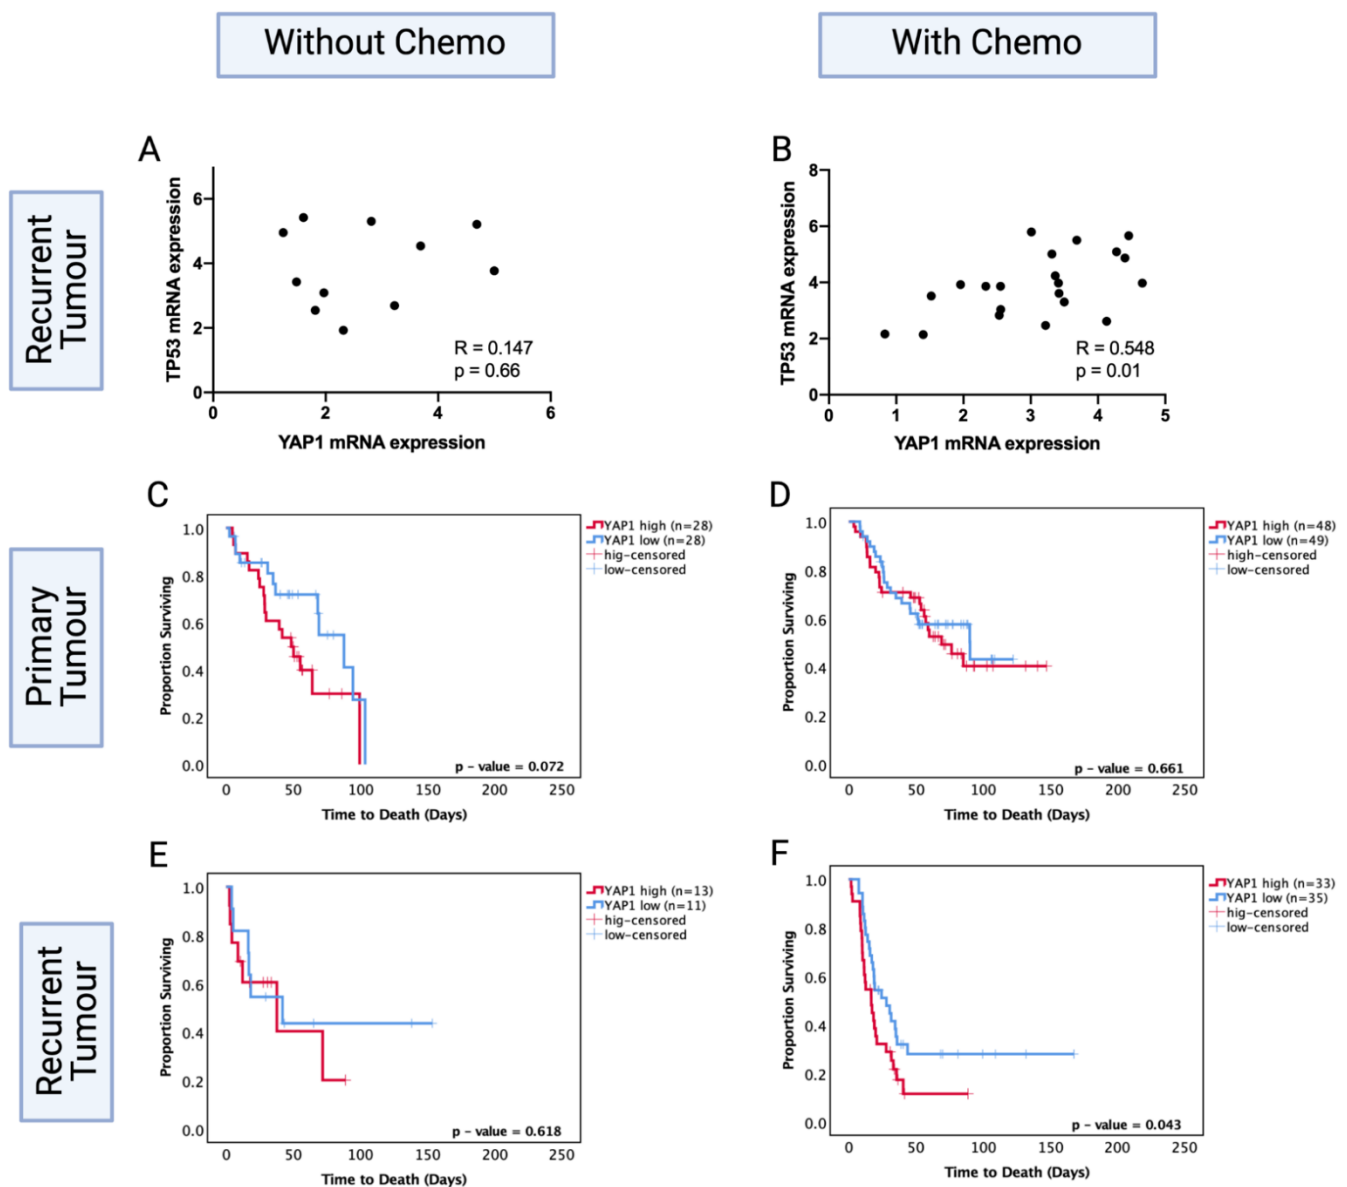 Without Chemo
With Chemo
Recurrent
Tumour
A
TP53 mRNA expression
6
4
2
0
0
2
4
6
R = 0.147
p = 0.66
YAP1 mRNA expression
B
TP53 mRNA expression
8
6
4
2
0
0
1
2
3
4
5
R = 0.548
p = 0.01
YAP1 mRNA expression
Primary
Tumour
C
Proportion Surviving
1.0
0.8
0.6
0.4
0.2
0.0
0
50
100
150
200
250
Time to Death (Days)
p - value = 0.072
YAP1 high (n=28)
YAP1 low (n=28)
hig-censored
low-censored
D
Proportion Surviving
1.0
0.8
0.6
0.4
0.2
0.0
0
50
100
150
200
250
Time to Death (Days)
p - value = 0.661
YAP1 high (n=48)
YAP1 low (n=49)
high-censored
low-censored
Recurrent
Tumour
E
Proportion Surviving
1.0
0.8
0.6
0.4
0.2
0.0
0
50
100
150
200
250
Time to Death (Days)
p - value = 0.618
YAP1 high (n=13)
YAP1 low (n=11)
hig-censored
low-censored
F
Proportion Surviving
1.0
0.8
0.6
0.4
0.2
0.0
0
50
100
150
200
250
Time to Death (Days)
p - value = 0.043
YAP1 high (n=33)
YAP1 low (n=35)
hig-censored
low-censored